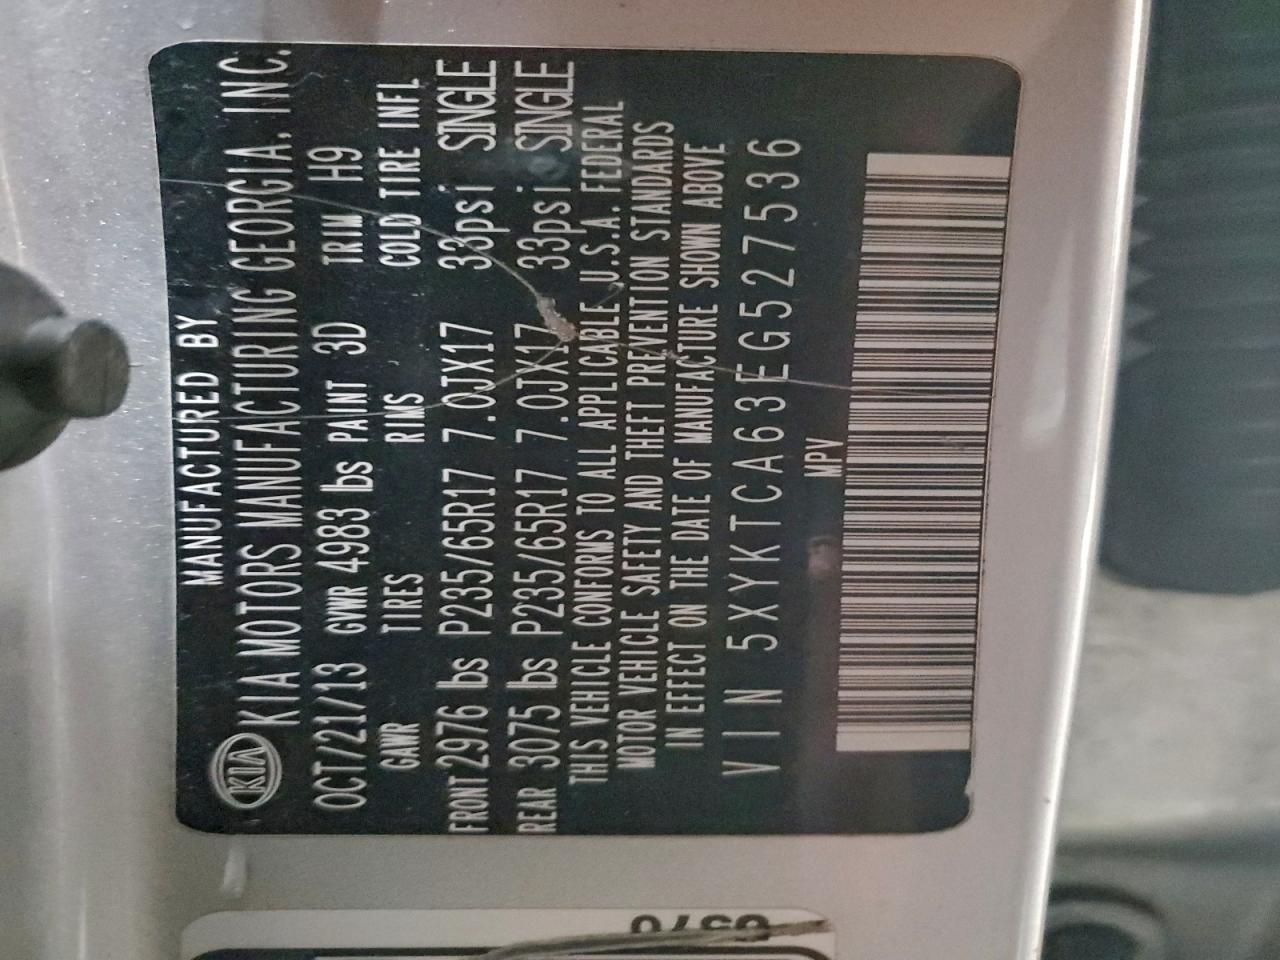 KIA
MANUFACTURED BY
KIA MOTORS MANUFACTURING GEORGIA, INC.
OCT/21/13 GVWR 4983 lbs PAINT 3D TRIM H9
GAWR TIRES RIMS COLD TIRE INFL
FRONT 2976 lbs P235/65R17 7.0JX17 33psi SINGLE
REAR 3075 lbs P235/65R17 7.0JX17 33psi SINGLE
THIS VEHICLE CONFORMS TO ALL APPLICABLE U.S.A. FEDERAL
MOTOR VEHICLE SAFETY AND THEFT PREVENTION STANDARDS
IN EFFECT ON THE DATE OF MANUFACTURE SHOWN ABOVE
VIN 5XYKTCA63EG527536
MPV